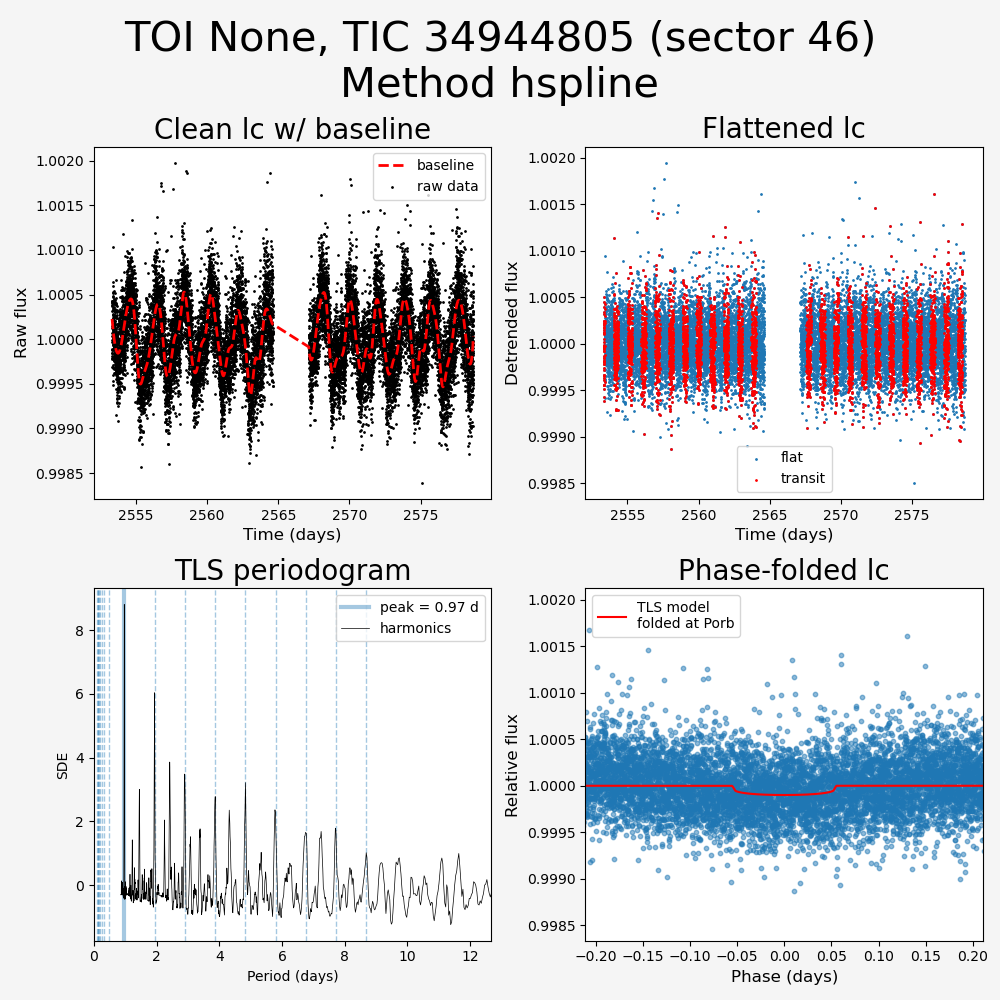 TOI None, TIC 34944805 (sector 46)
Method hspline
Clean lc w/ baseline
baseline
raw data
1.0020
1.0015
1.0010
1.0005
1.0000
0.9995
0.9990
0.9985
Raw flux
2555
2560
2565
2570
2575
Time (days)
Flattened lc
1.0020
1.0015
1.0010
1.0005
1.0000
0.9995
0.9990
0.9985
Detrended flux
flat
transit
2555
2560
2565
2570
2575
Time (days)
TLS periodogram
peak = 0.97 d
harmonics
8
6
4
2
0
SDE
0
2
4
6
8
10
12
Period (days)
Phase-folded lc
TLS model
folded at Porb
1.0020
1.0015
1.0010
1.0005
1.0000
0.9995
0.9990
0.9985
Relative flux
−0.20
−0.15
−0.10
−0.05
0.00
0.05
0.10
0.15
0.20
Phase (days)